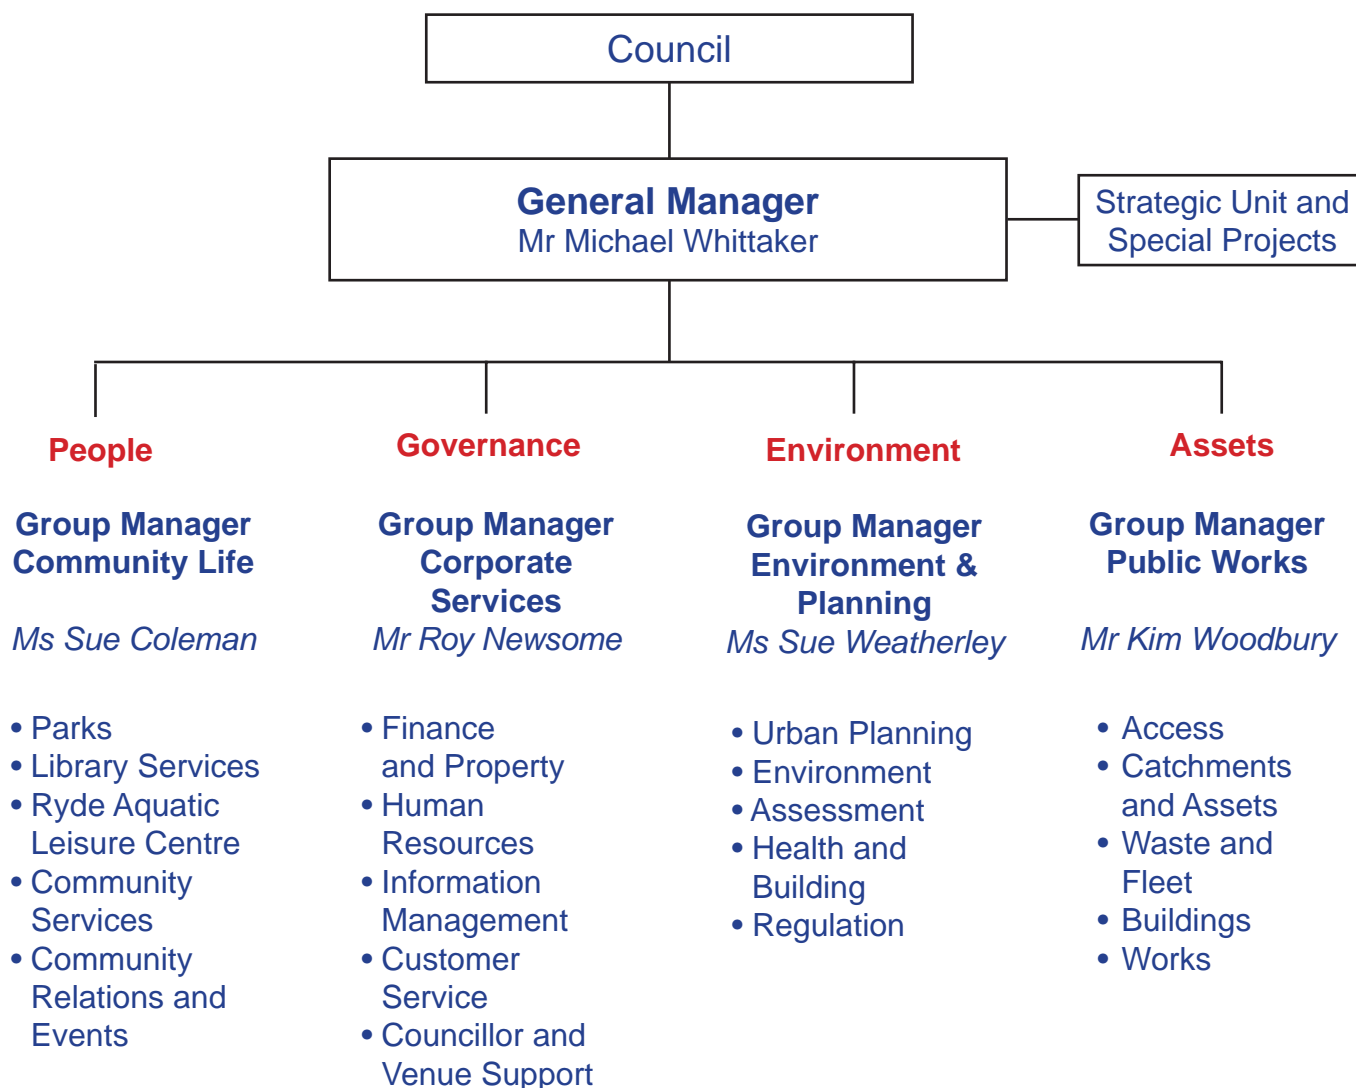 Council
General Manager
Mr Michael Whittaker
Strategic Unit and
Special Projects
People
Group Manager
Community Life
Ms Sue Coleman
• Parks
• Library Services
• Ryde Aquatic
Leisure Centre
• Community
Services
• Community
Relations and
Events
Governance
Group Manager
Corporate
Services
Mr Roy Newsome
• Finance
and Property
• Human
Resources
• Information
Management
• Customer
Service
• Councillor and
Venue Support
Environment
Group Manager
Environment &
Planning
Ms Sue Weatherley
• Urban Planning
• Environment
• Assessment
• Health and
Building
• Regulation
Assets
Group Manager
Public Works
Mr Kim Woodbury
• Access
• Catchments
and Assets
• Waste and
Fleet
• Buildings
• Works